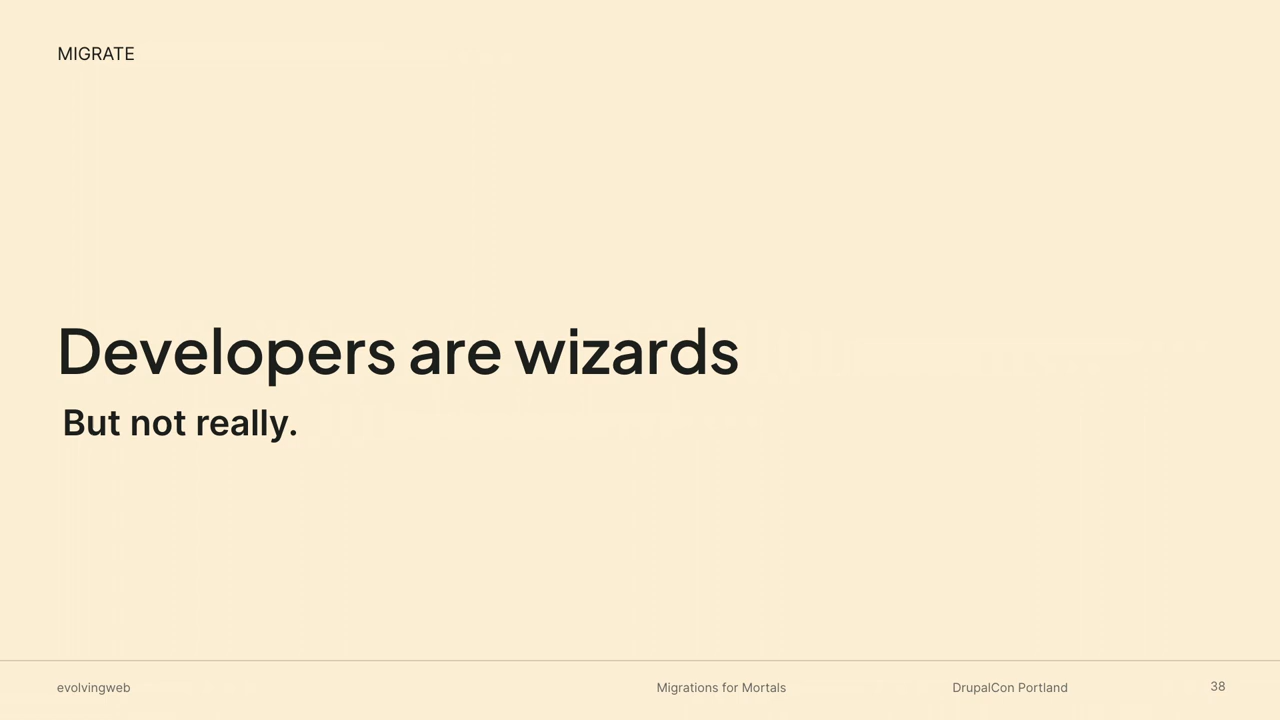 MIGRATE
Developers are wizards
But not really.
evolvingweb
Migrations for Mortals
DrupalCon Portland
38